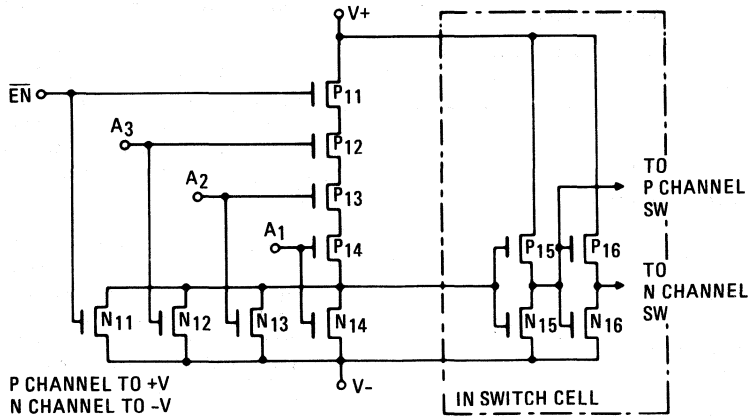 V+
EN
P11
A3
P12
A2
P13
A1
P14
P15
P16
TO
P CHANNEL
SW
TO
N CHANNEL
SW
N11
N12
N13
N14
N15
N16
V-
P CHANNEL TO +V
N CHANNEL TO -V
IN SWITCH CELL